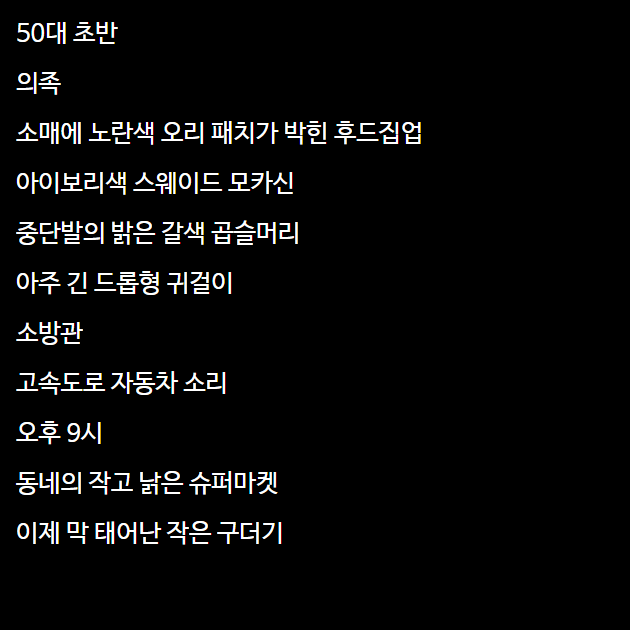 50대 초반
의족
소매에 노란색 오리 패치가 박힌 후드집업
아이보리색 스웨이드 모카신
중단발의 밝은 갈색 곱슬머리
아주 긴 드롭형 귀걸이
소방관
고속도로 자동차 소리
오후 9시
동네의 작고 낡은 슈퍼마켓
이제 막 태어난 작은 구더기